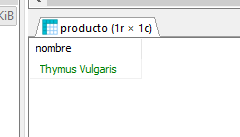 KiB
producto (1r × 1c)
nombre
Thymus Vulgaris